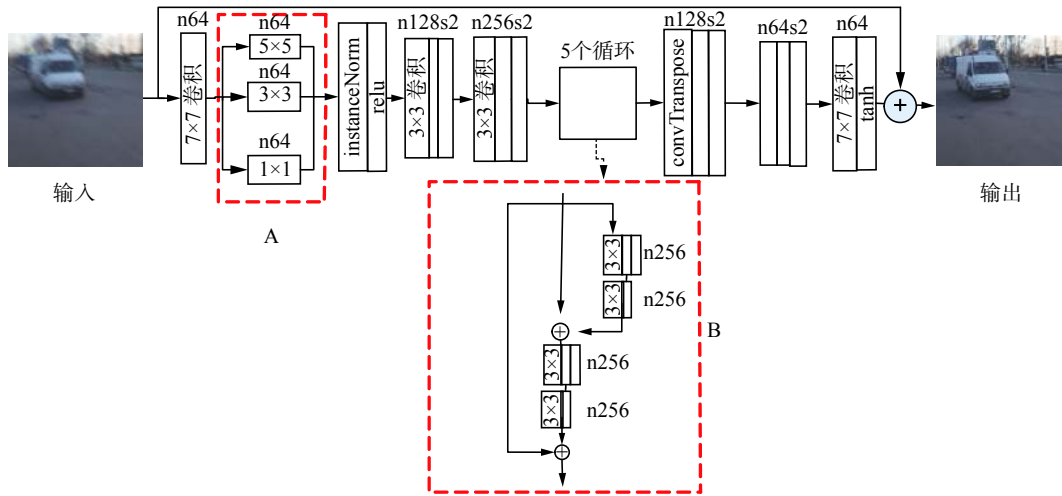 n64
7×7 卷积
n64
5×5
n64
3×3
n64
1×1
A
instanceNorm
relu
n128s2
3×3 卷积
n256s2
3×3 卷积
5个循环
n128s2
convTranspose
n64s2
n64
7×7 卷积
tanh
+
输入
输出
3×3
n256
3×3
n256
+
B
3×3
n256
3×3
n256
+